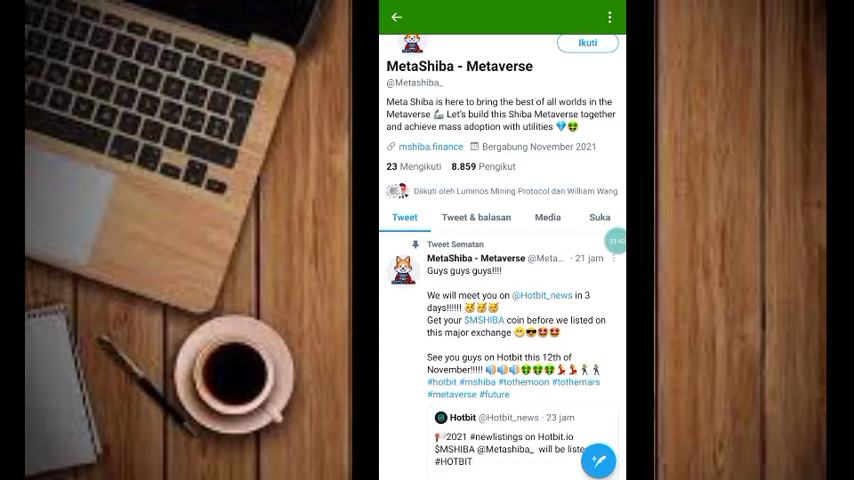 Ikuti
MetaShiba - Metaverse
@Metashiba_
Meta Shiba is here to bring the best of all worlds in the
Metaverse 🦾 Let's build this Shiba Metaverse together
and achieve mass adoption with utilities 💎🤑
mshiba.finance Bergabung November 2021
23 Mengikuti 8.859 Pengikut
Diikuti oleh Luminos Mining Protocol dan William Wang
Tweet Tweet & balasan Media Suka
01:42
Tweet Sematan
MetaShiba - Metaverse @Meta... · 21 jam
Guys guys guys!!!!
We will meet you on @Hotbit_news in 3
days!!!!!! 🥳🥳🥳
Get your $MSHIBA coin before we listed on
this major exchange 😁😎🤩🤩
See you guys on Hotbit this 12th of
November!!!! 🔊🔊🔊🤑🤑🤑💃💃🕺🕺
#hotbit #mshiba #tothemoon #tothemars
#metaverse #future
Hotbit @Hotbit_news · 23 jam
🚩2021 #newlistings on Hotbit.io
$MSHIBA @Metashiba_ will be liste
#HOTBIT